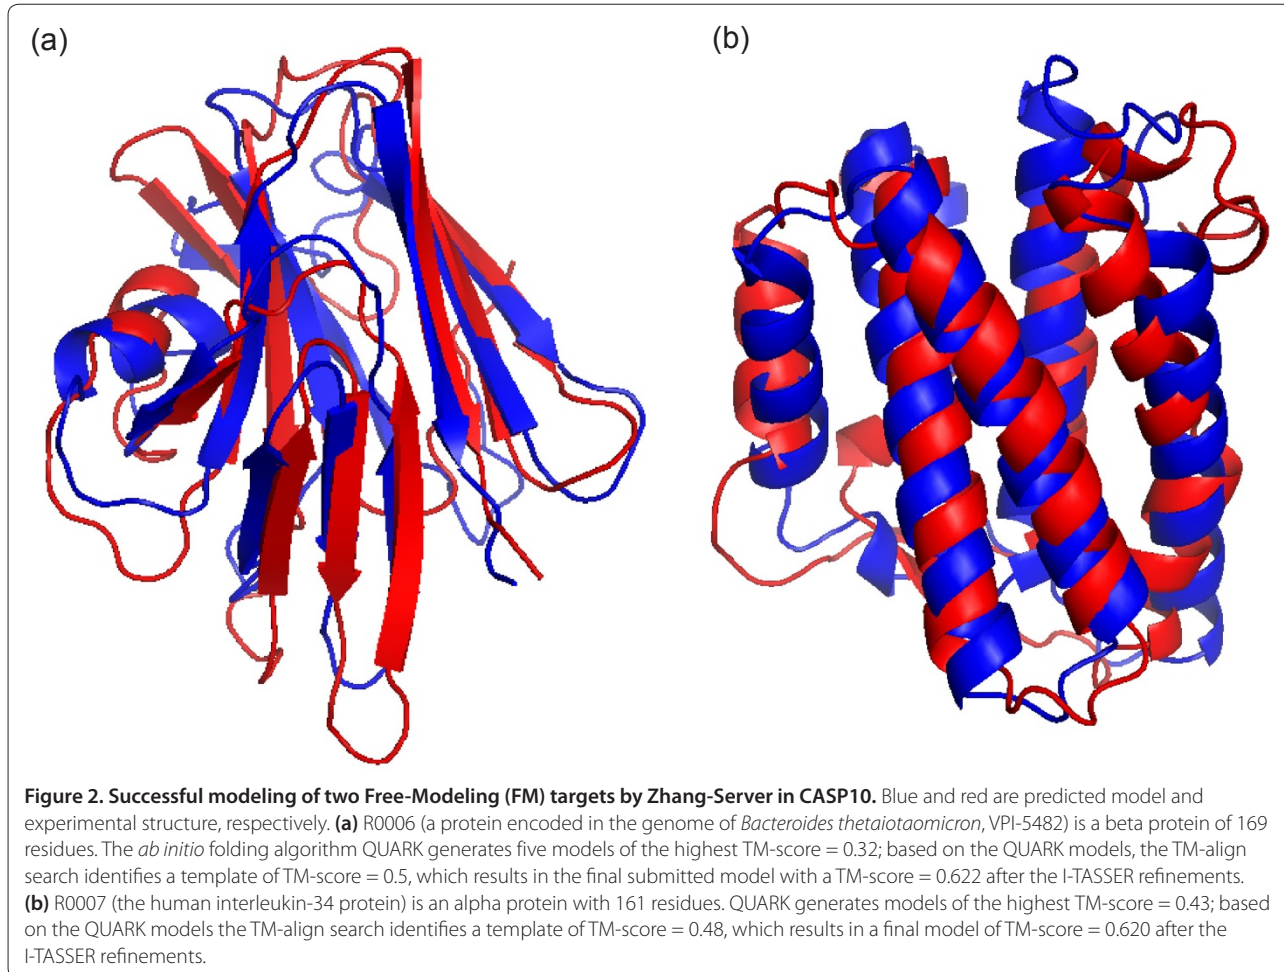 (a)
(b)
Figure 2. Successful modeling of two Free-Modeling (FM) targets by Zhang-Server in CASP10. Blue and red are predicted model and
experimental structure, respectively. (a) R0006 (a protein encoded in the genome of Bacteroides thetaiotaomicron, VPI-5482) is a beta protein of 169
residues. The ab initio folding algorithm QUARK generates five models of the highest TM-score = 0.32; based on the QUARK models, the TM-align
search identifies a template of TM-score = 0.5, which results in the final submitted model with a TM-score = 0.622 after the I-TASSER refinements.
(b) R0007 (the human interleukin-34 protein) is an alpha protein with 161 residues. QUARK generates models of the highest TM-score = 0.43; based
on the QUARK models the TM-align search identifies a template of TM-score = 0.48, which results in a final model of TM-score = 0.620 after the
I-TASSER refinements.